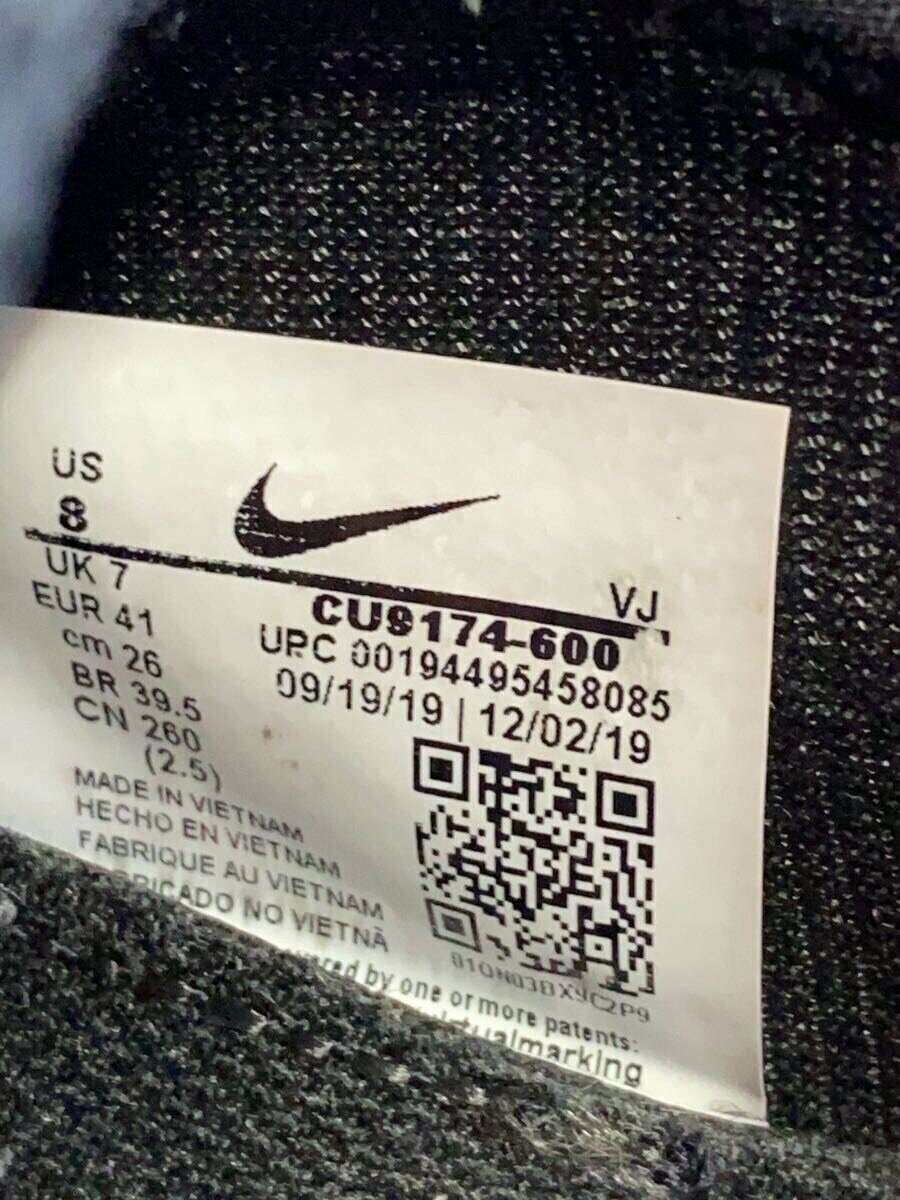 US
8
VJ
UK 7
EUR 41
cm 26
BR 39.5
CN 260
(2.5)
CU9174-600
UPC 00194495458085
09/19/19 | 12/02/19
MADE IN VIETNAM
HECHO EN VIETNAM
FABRIQUE AU VIETNAM
NO VIETNÃ
by one or more patents: